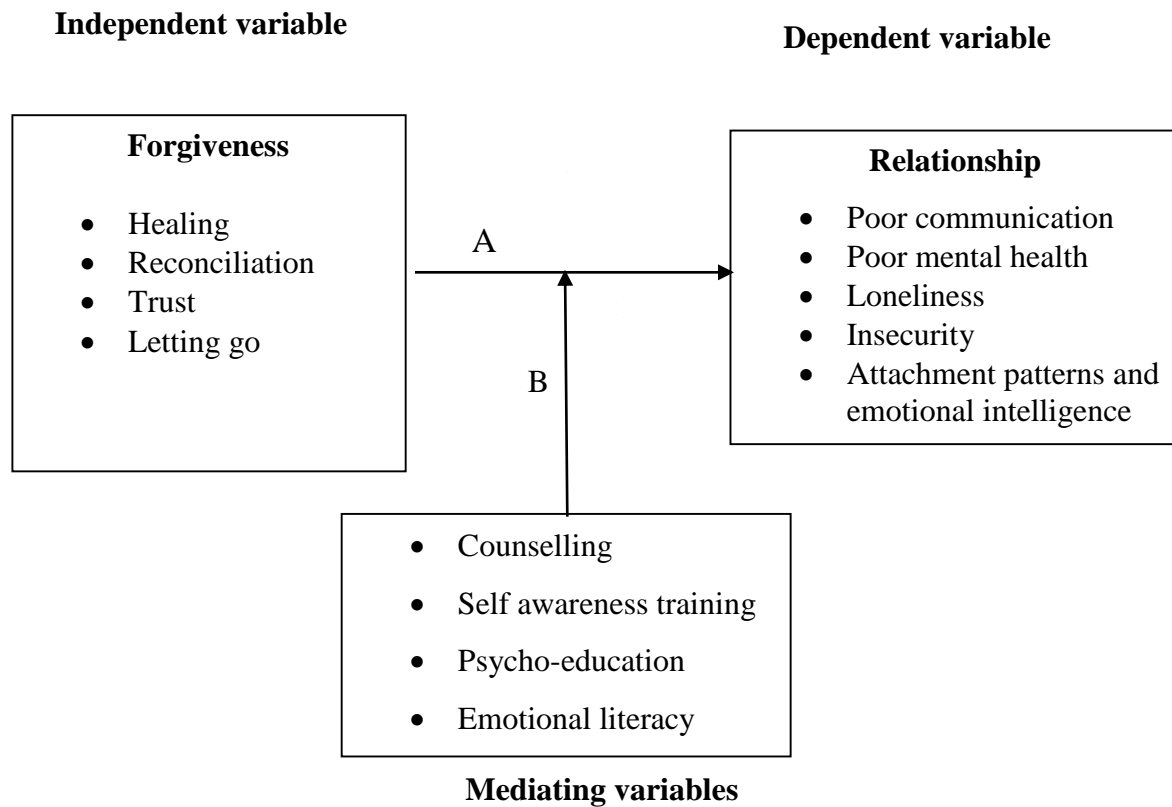 Independent variable
Dependent variable
Forgiveness
• Healing
• Reconciliation
• Trust
• Letting go
A
B
Relationship
• Poor communication
• Poor mental health
• Loneliness
• Insecurity
• Attachment patterns and
emotional intelligence
• Counselling
• Self awareness training
• Psycho-education
• Emotional literacy
Mediating variables